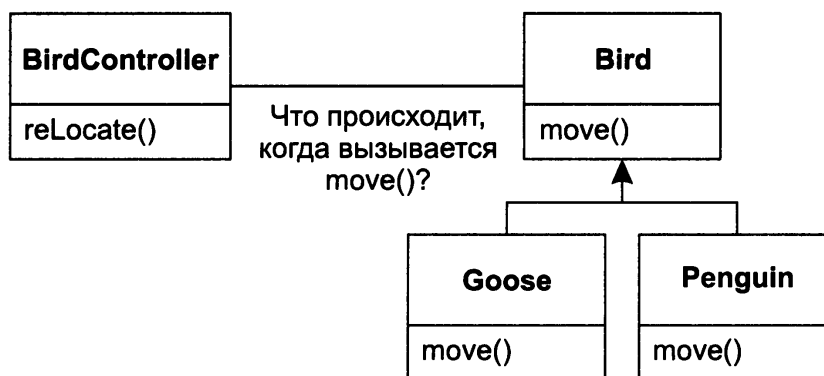 BirdController
reLocate()
Что происходит,
когда вызывается
move()?
Bird
move()
Goose
move()
Penguin
move()